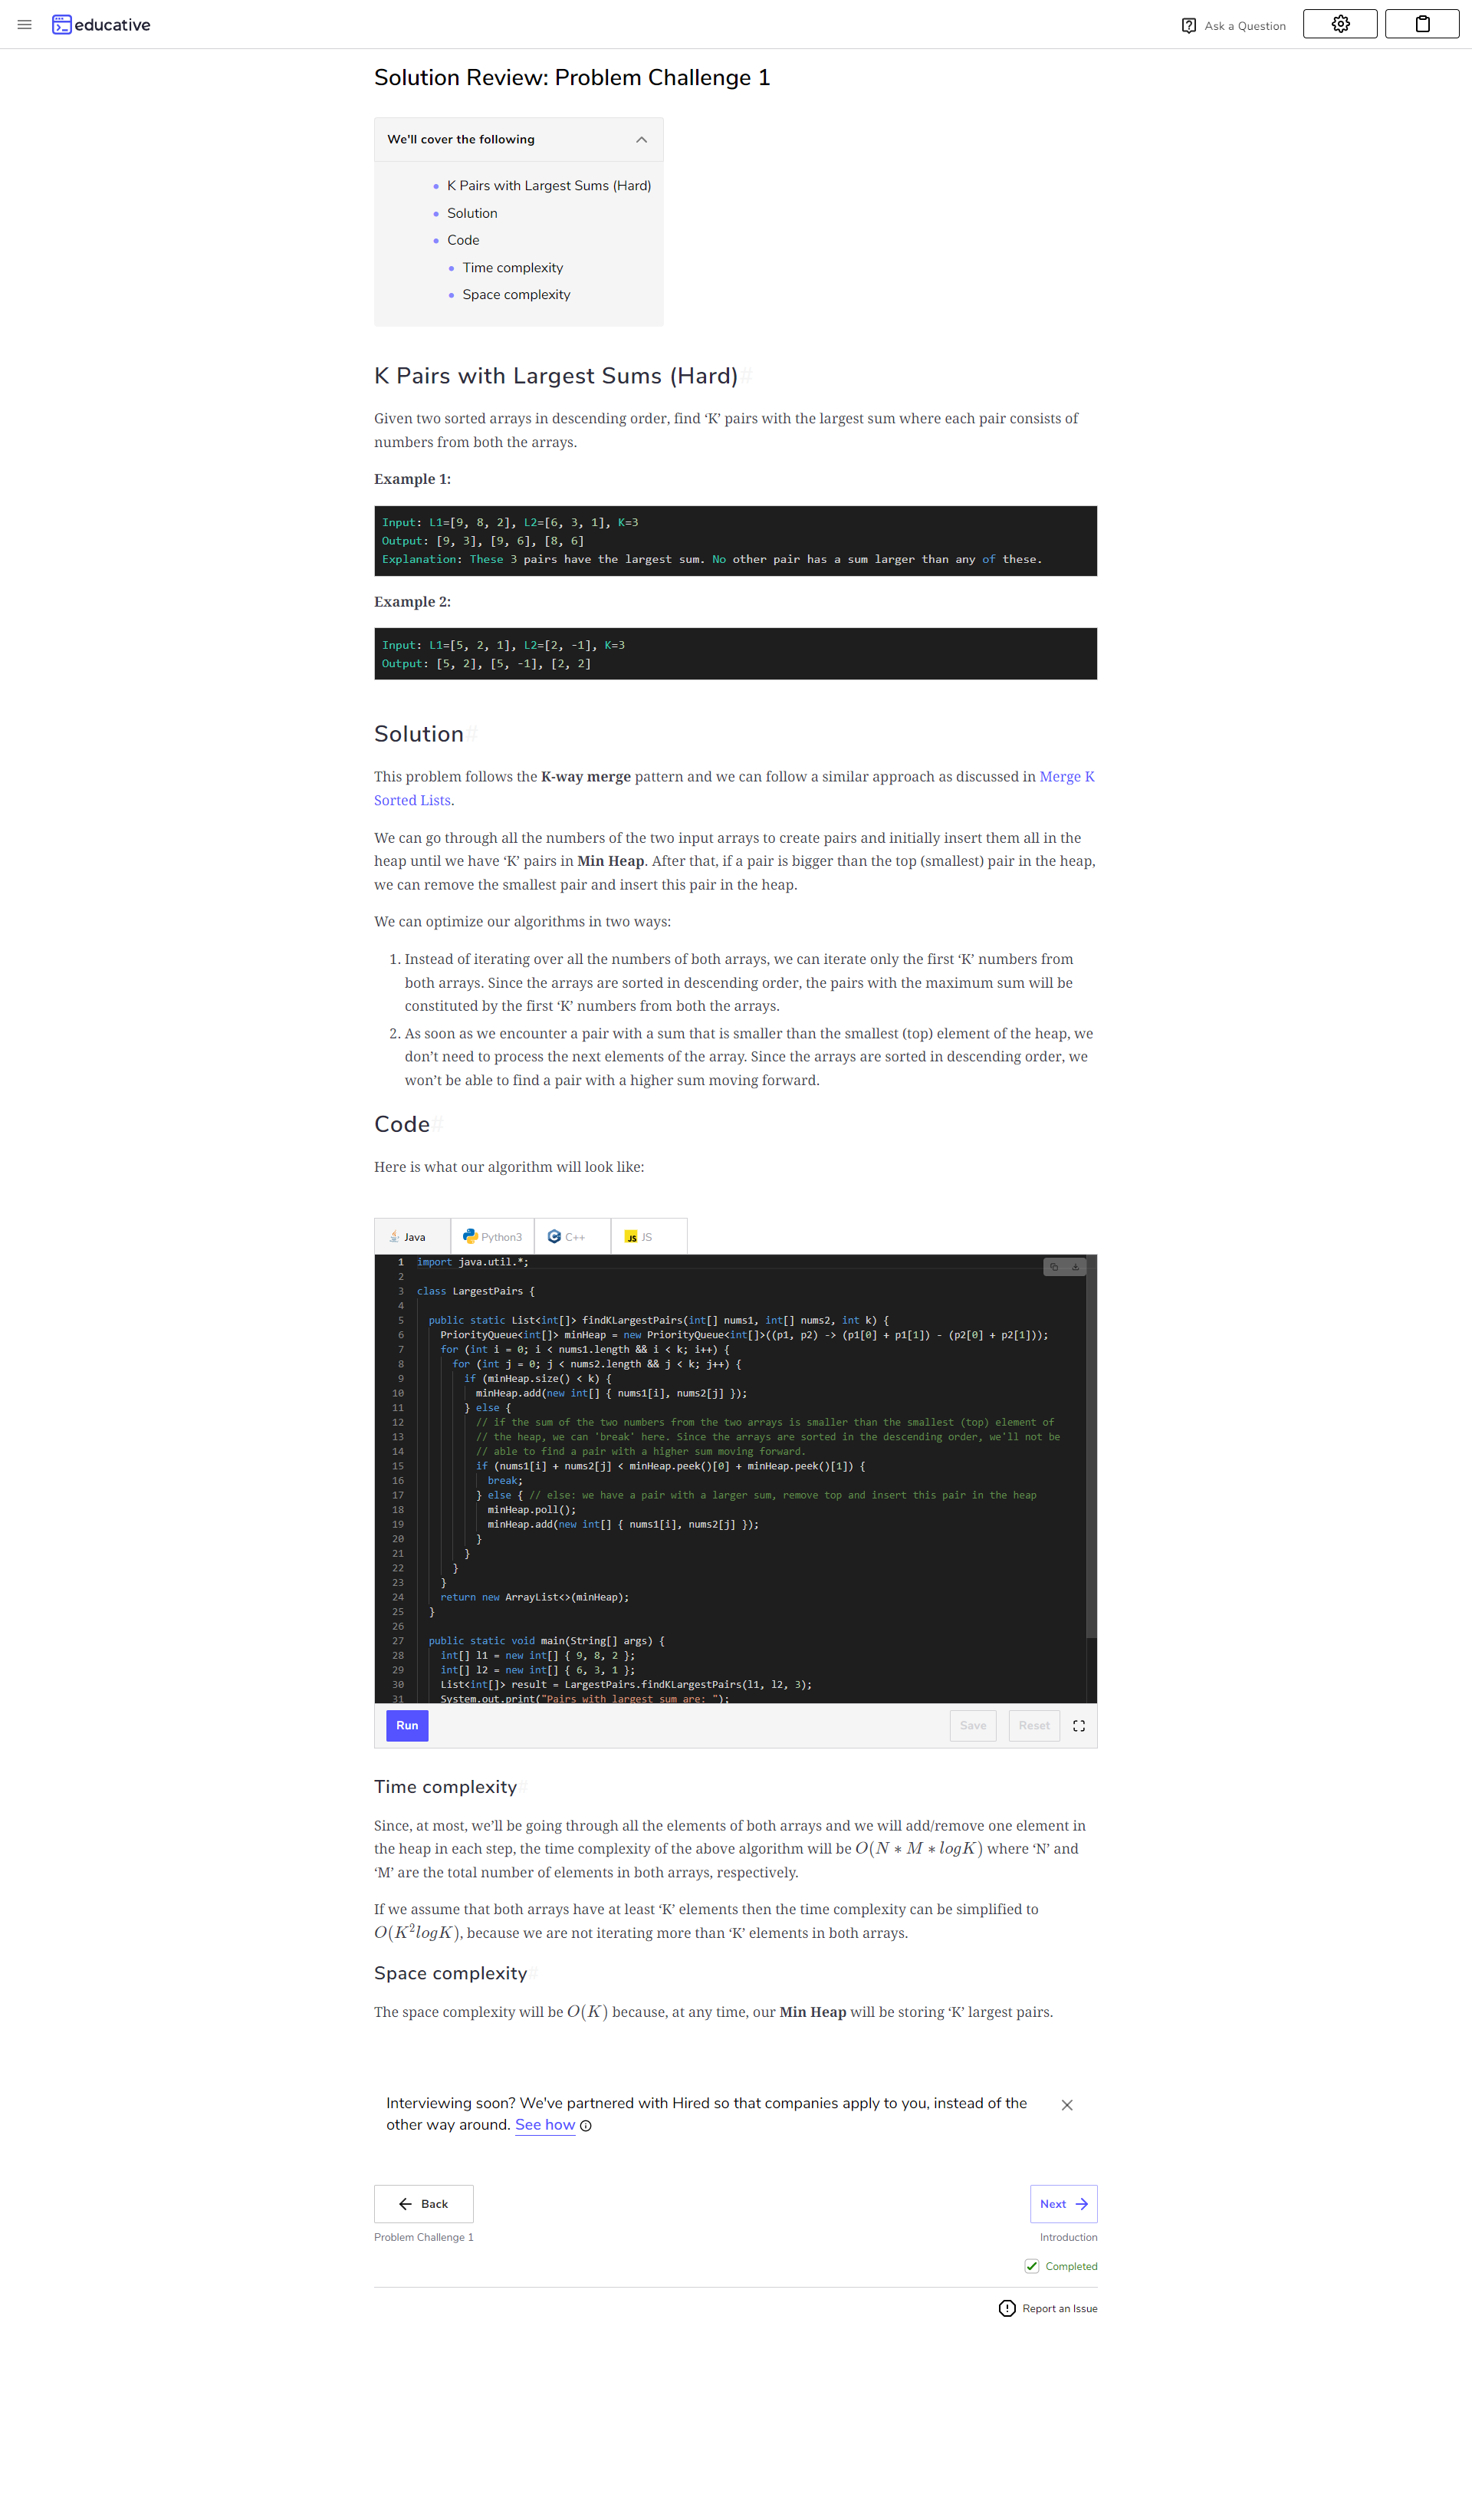 educative
Ask a Question
Solution Review: Problem Challenge 1
We'll cover the following
K Pairs with Largest Sums (Hard)
Solution
Code
Time complexity
Space complexity
K Pairs with Largest Sums (Hard)#
Given two sorted arrays in descending order, find ‘K’ pairs with the largest sum where each pair consists of
numbers from both the arrays.
Example 1:
Input: L1=[9, 8, 2], L2=[6, 3, 1], K=3
Output: [9, 3], [9, 6], [8, 6]
Explanation: These 3 pairs have the largest sum. No other pair has a sum larger than any of these.
Example 2:
Input: L1=[5, 2, 1], L2=[2, -1], K=3
Output: [5, 2], [5, -1], [2, 2]
Solution#
This problem follows the K-way merge pattern and we can follow a similar approach as discussed in Merge K
Sorted Lists.
We can go through all the numbers of the two input arrays to create pairs and initially insert them all in the
heap until we have ‘K’ pairs in Min Heap. After that, if a pair is bigger than the top (smallest) pair in the heap,
we can remove the smallest pair and insert this pair in the heap.
We can optimize our algorithms in two ways:
1. Instead of iterating over all the numbers of both arrays, we can iterate only the first ‘K’ numbers from
both arrays. Since the arrays are sorted in descending order, the pairs with the maximum sum will be
constituted by the first ‘K’ numbers from both the arrays.
2. As soon as we encounter a pair with a sum that is smaller than the smallest (top) element of the heap, we
don’t need to process the next elements of the array. Since the arrays are sorted in descending order, we
won’t be able to find a pair with a higher sum moving forward.
Code#
Here is what our algorithm will look like:
Java Python3 C++ JS JS
1 import java.util.*;
2
3 class LargestPairs {
4
5 public static List<int[]> findKLargestPairs(int[] nums1, int[] nums2, int k) {
6 PriorityQueue<int[]> minHeap = new PriorityQueue<int[]>((p1, p2) -> (p1[0] + p1[1]) - (p2[0] + p2[1]));
7 for (int i = 0; i < nums1.length && i < k; i++) {
8 for (int j = 0; j < nums2.length && j < k; j++) {
9 if (minHeap.size() < k) {
10 minHeap.add(new int[] { nums1[i], nums2[j] });
11 } else {
12 // if the sum of the two numbers from the two arrays is smaller than the smallest (top) element of
13 // the heap, we can 'break' here. Since the arrays are sorted in the descending order, we'll not be
14 // able to find a pair with a higher sum moving forward.
15 if (nums1[i] + nums2[j] < minHeap.peek()[0] + minHeap.peek()[1]) {
16 break;
17 } else { // else: we have a pair with a larger sum, remove top and insert this pair in the heap
18 minHeap.poll();
19 minHeap.add(new int[] { nums1[i], nums2[j] });
20 }
21 }
22 }
23 }
24 return new ArrayList<>(minHeap);
25 }
26
27 public static void main(String[] args) {
28 int[] l1 = new int[] { 9, 8, 2 };
29 int[] l2 = new int[] { 6, 3, 1 };
30 List<int[]> result = LargestPairs.findKLargestPairs(l1, l2, 3);
31 System.out.print("Pairs with largest sum are: ");
Run
Save
Reset
Time complexity#
Since, at most, we’ll be going through all the elements of both arrays and we will add/remove one element in
the heap in each step, the time complexity of the above algorithm will be O(N ∗ M ∗ logK) where ‘N’ and
‘M’ are the total number of elements in both arrays, respectively.
If we assume that both arrays have at least ‘K’ elements then the time complexity can be simplified to
O(K²logK), because we are not iterating more than ‘K’ elements in both arrays.
Space complexity#
The space complexity will be O(K) because, at any time, our Min Heap will be storing ‘K’ largest pairs.
Interviewing soon? We've partnered with Hired so that companies apply to you, instead of the
other way around. See how
Back
Next
Problem Challenge 1
Introduction
Completed
Report an Issue